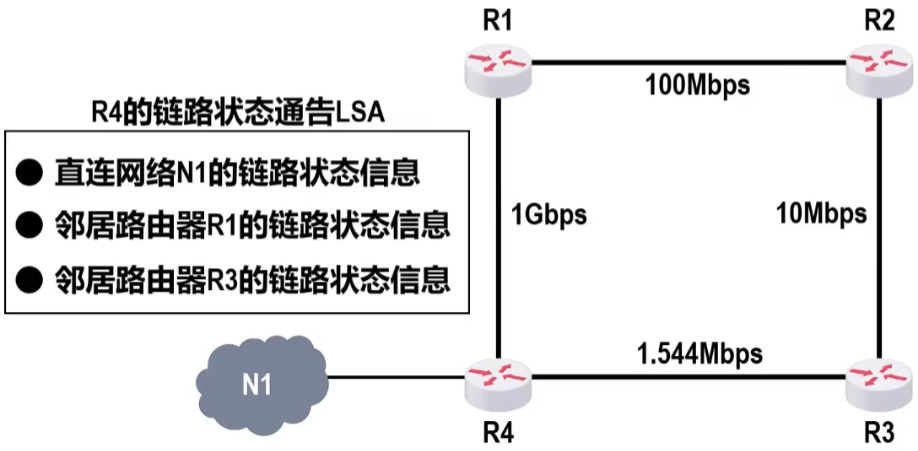 R1
R2
100Mbps
R4的链路状态通告LSA
● 直连网络N1的链路状态信息
● 邻居路由器R1的链路状态信息
● 邻居路由器R3的链路状态信息
1Gbps
10Mbps
1.544Mbps
N1
R4
R3